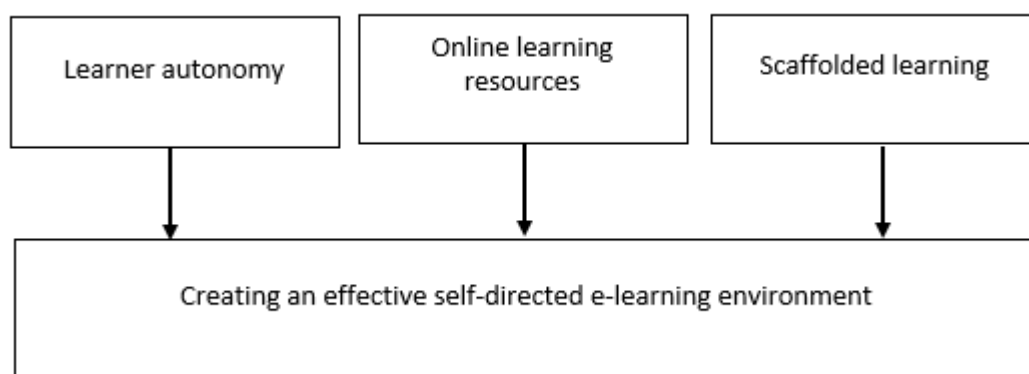 Learner autonomy
Online learning
resources
Scaffolded learning
Creating an effective self-directed e-learning environment